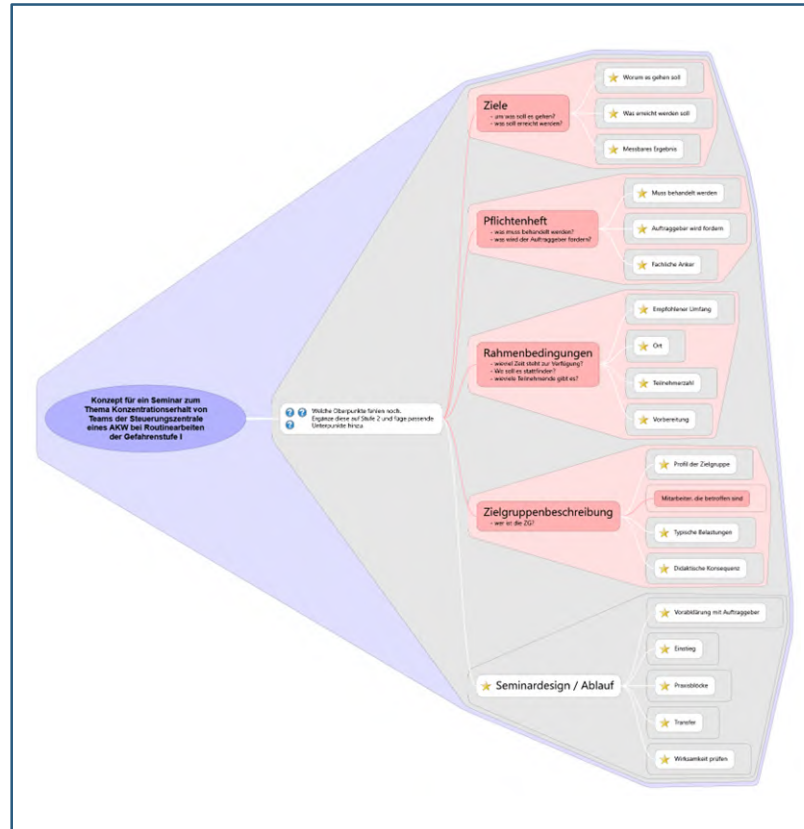 Konzept für ein Seminar zum
Thema Konzentrationserhalt von
Teams der Steuerungszentrale
eines AKW bei Routinearbeiten
der Gefahrenstufe I
Welche Oberpunkte fehlen noch.
Ergänze diese auf Stufe 2 und füge passende
Unterpunkte hinzu
Ziele
- um was soll es gehen?
- was soll erreicht werden?
Worum es gehen soll
Was erreicht werden soll
Messbares Ergebnis
Pflichtenheft
- was muss behandelt werden?
- was wird der Auftraggeber fordern?
Muss behandelt werden
Auftraggeber wird fordern
Fachliche Anker
Rahmenbedingungen
- wieviel Zeit steht zur Verfügung?
- Wo soll es stattfinden?
- wieviele Teilnehmende gibt es?
Empfohlener Umfang
Ort
Teilnehmerzahl
Vorbereitung
Zielgruppenbeschreibung
- wer ist die ZG?
Profil der Zielgruppe
Mitarbeiter, die betroffen sind
Typische Belastungen
Didaktische Konsequenz
Seminardesign / Ablauf
Vorabklärung mit Auftraggeber
Einstieg
Praxisblöcke
Transfer
Wirksamkeit prüfen